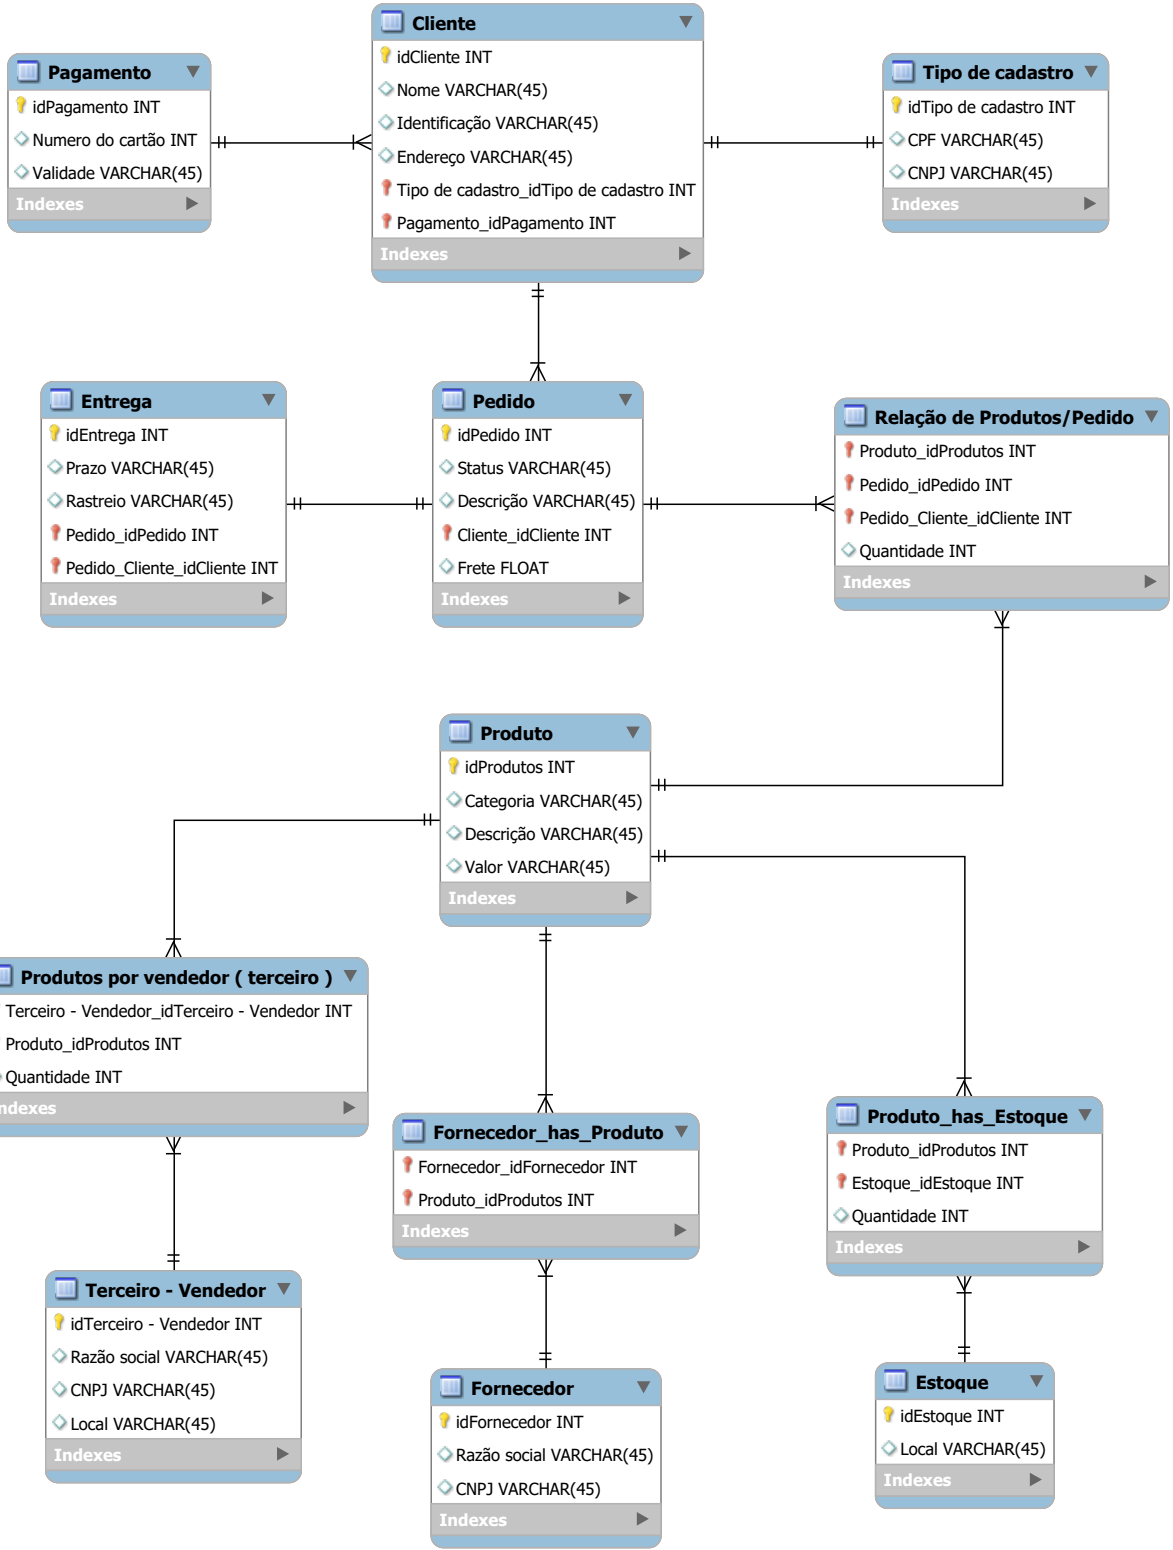 Cliente
idCliente INT
Nome VARCHAR(45)
Identificação VARCHAR(45)
Endereço VARCHAR(45)
Tipo de cadastro_idTipo de cadastro INT
Pagamento_idPagamento INT
Indexes
Pagamento
idPagamento INT
Numero do cartão INT
Validade VARCHAR(45)
Indexes
Tipo de cadastro
idTipo de cadastro INT
CPF VARCHAR(45)
CNPJ VARCHAR(45)
Indexes
Entrega
idEntrega INT
Prazo VARCHAR(45)
Rastreio VARCHAR(45)
Pedido_idPedido INT
Pedido_Cliente_idCliente INT
Indexes
Pedido
idPedido INT
Status VARCHAR(45)
Descrição VARCHAR(45)
Cliente_idCliente INT
Frete FLOAT
Indexes
Relação de Produtos/Pedido
Produto_idProdutos INT
Pedido_idPedido INT
Pedido_Cliente_idCliente INT
Quantidade INT
Indexes
Produto
idProdutos INT
Categoria VARCHAR(45)
Descrição VARCHAR(45)
Valor VARCHAR(45)
Indexes
Produtos por vendedor ( terceiro )
Terceiro - Vendedor_idTerceiro - Vendedor INT
Produto_idProdutos INT
Quantidade INT
ndexes
Fornecedor_has_Produto
Fornecedor_idFornecedor INT
Produto_idProdutos INT
Indexes
Produto_has_Estoque
Produto_idProdutos INT
Estoque_idEstoque INT
Quantidade INT
Indexes
Terceiro - Vendedor
idTerceiro - Vendedor INT
Razão social VARCHAR(45)
CNPJ VARCHAR(45)
Local VARCHAR(45)
Indexes
Fornecedor
idFornecedor INT
Razão social VARCHAR(45)
CNPJ VARCHAR(45)
Indexes
Estoque
idEstoque INT
Local VARCHAR(45)
Indexes